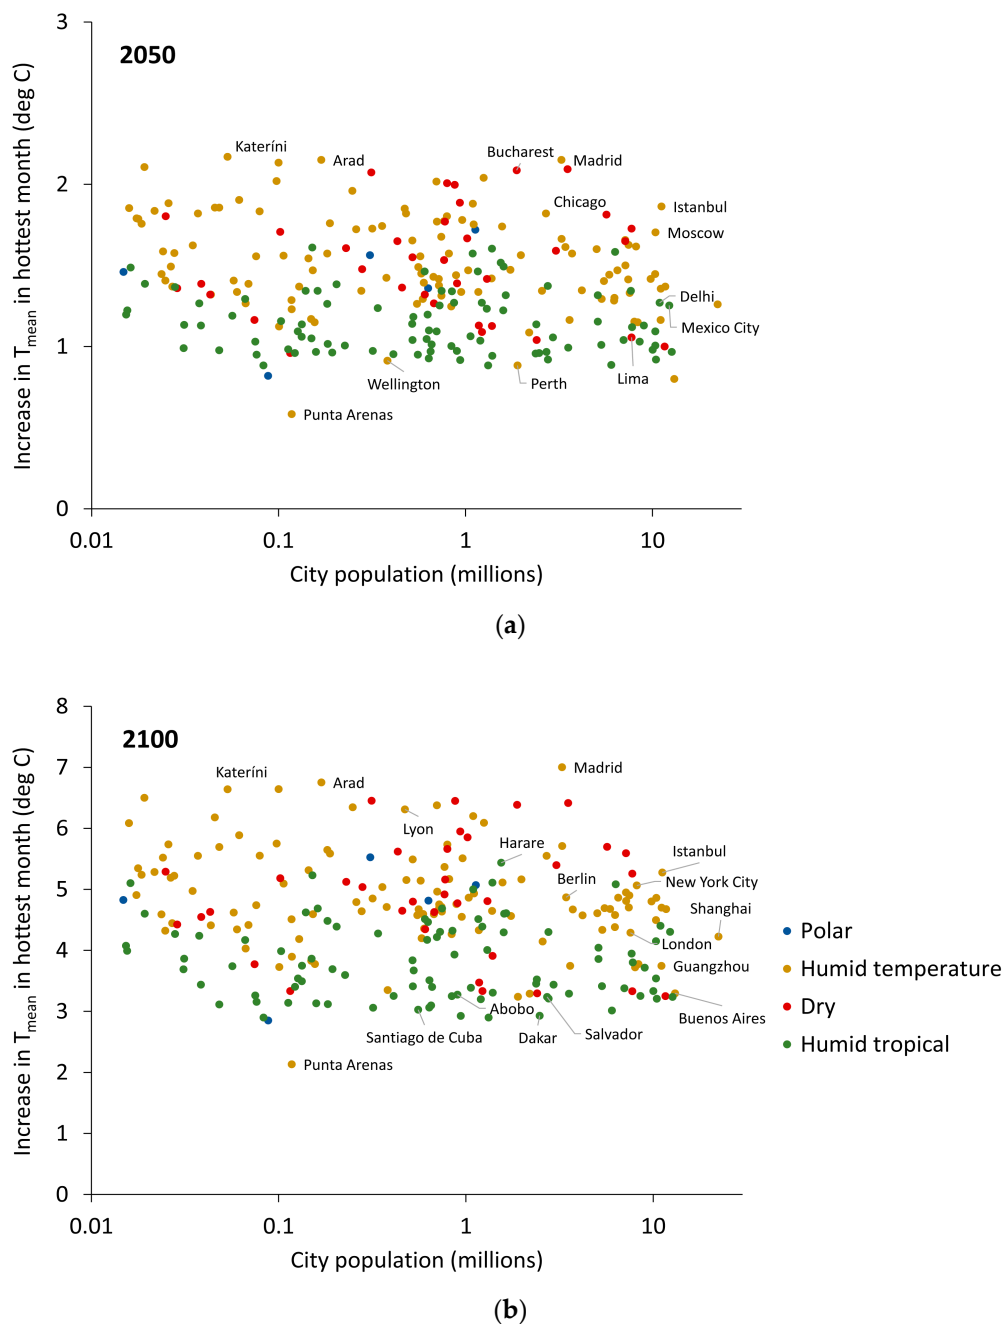 3
2050
Increase in Tmean in hottest month (deg C)
Kateríni
Arad
Bucharest
Madrid
2
Chicago
Istanbul
Moscow
Delhi
Mexico City
1
Wellington
Perth
Lima
Punta Arenas
0
0.01
0.1
1
10
City population (millions)
(a)
8
2100
Increase in Tmean in hottest month (deg C)
7
Kateríni
Arad
Madrid
6
Lyon
Harare
Istanbul
5
Berlin
New York City
Shanghai
4
London
Guangzhou
3
Abobo
Santiago de Cuba
Dakar
Salvador
Buenos Aires
2
Punta Arenas
1
0
0.01
0.1
1
10
City population (millions)
Polar
Humid temperature
Dry
Humid tropical
(b)